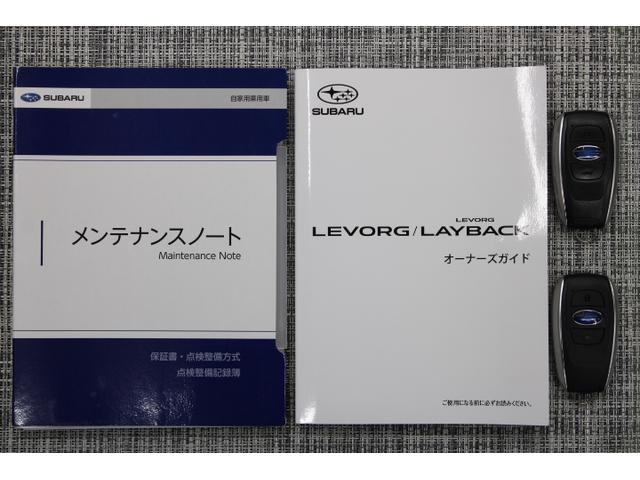 SUBARU
自家用乗用車
メンテナンスノート
Maintenance Note
保証書・点検整備方式
点検整備記録簿
SUBARU
LEVORG
LEVORG/LAYBACK
オーナーズガイド
ご使用になる前に必ずお読みください。